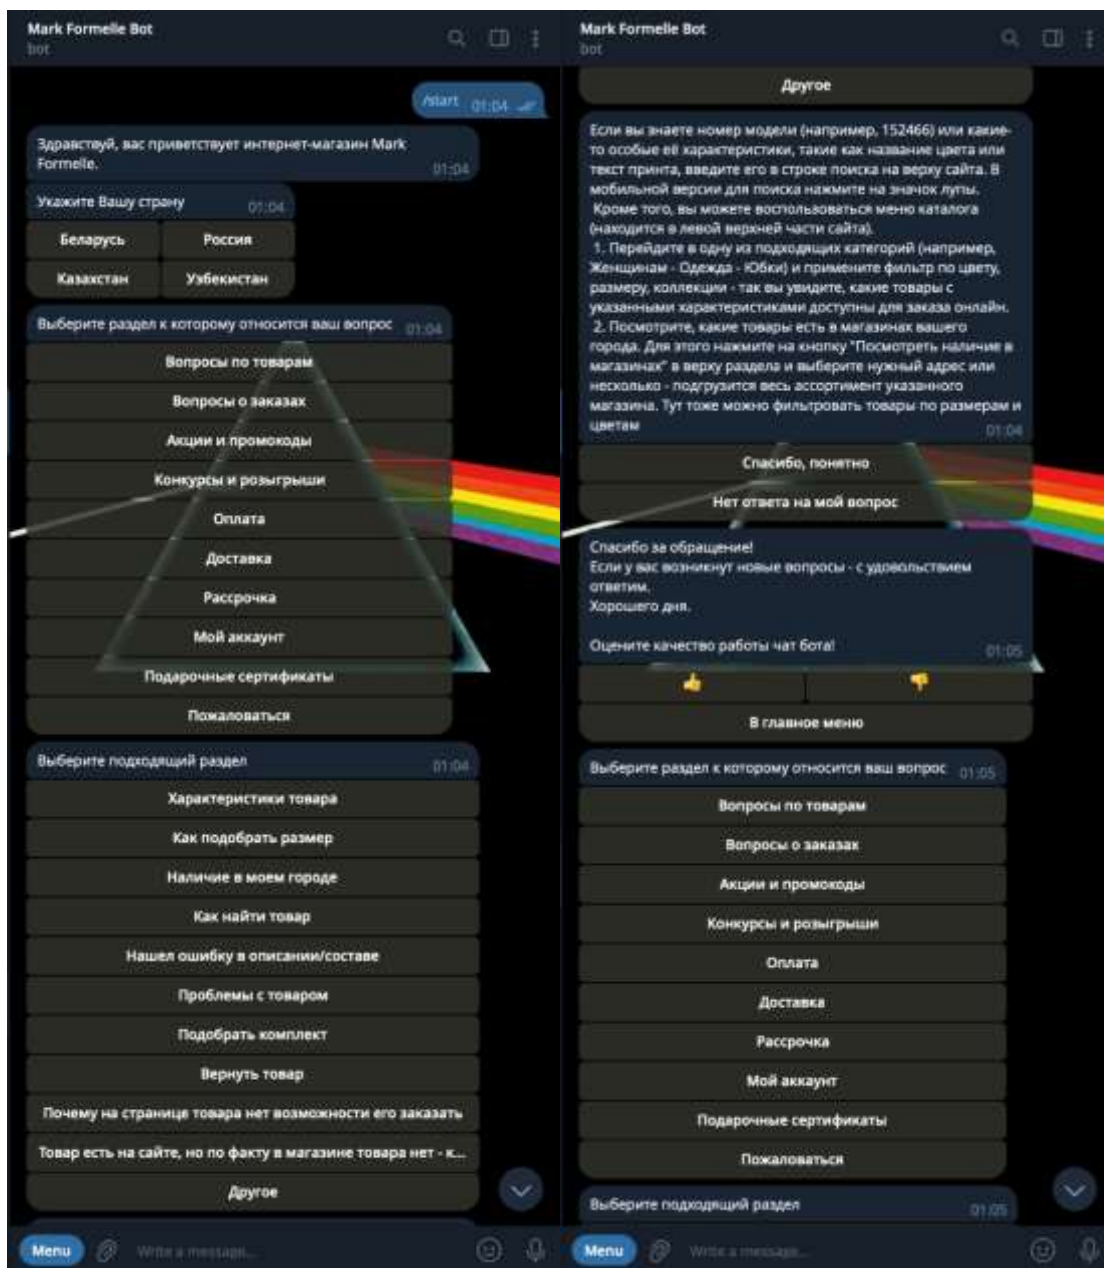 Mark Formelle Bot
bot
/start 01:04
Здравствуй, вас приветствует интернет-магазин Mark
Formelle.
01:04
Укажите Вашу страну 01:04
Беларусь Россия
Казахстан Узбекистан
Выберите раздел к которому относится ваш вопрос 01:04
Вопросы по товарам
Вопросы о заказах
Акции и промокоды
Конкурсы и розыгрыши
Оплата
Доставка
Рассрочка
Мой аккаунт
Подарочные сертификаты
Пожаловаться
Выберите подходящий раздел 01:04
Характеристики товара
Как подобрать размер
Наличие в моем городе
Как найти товар
Нашел ошибку в описании/составе
Проблемы с товаром
Подобрать комплект
Вернуть товар
Почему на странице товара нет возможности его заказать
Товар есть на сайте, но по факту в магазине товара нет - к...
Другое
Menu Write a message...
Mark Formelle Bot
bot
Другое
Если вы знаете номер модели (например, 152466) или какие-
то особые её характеристики, такие как название цвета или
текст принта, введите его в строке поиска на верху сайта. В
мобильной версии для поиска нажмите на значок лупы.
Кроме того, вы можете воспользоваться меню каталога
(находится в левой верхней части сайта).
1. Перейдите в одну из подходящих категорий (например,
Женщинам - Одежда - Юбки) и примените фильтр по цвету,
размеру, коллекции - так вы увидите, какие товары с
указанными характеристиками доступны для заказа онлайн.
2. Посмотрите, какие товары есть в магазинах вашего
города. Для этого нажмите на кнопку "Посмотреть наличие в
магазинах" в верху раздела и выберите нужный адрес или
несколько - подгрузится весь ассортимент указанного
магазина. Тут тоже можно фильтровать товары по размерам и
цветам
01:04
Спасибо, понятно
Нет ответа на мой вопрос
Спасибо за обращение!
Если у вас возникнут новые вопросы - с удовольствием
ответим.
Хорошего дня.
Оцените качество работы чат бота! 01:05
В главное меню
Выберите раздел к которому относится ваш вопрос 01:05
Вопросы по товарам
Вопросы о заказах
Акции и промокоды
Конкурсы и розыгрыши
Оплата
Доставка
Рассрочка
Мой аккаунт
Подарочные сертификаты
Пожаловаться
Выберите подходящий раздел 01:05
Menu Write a message...